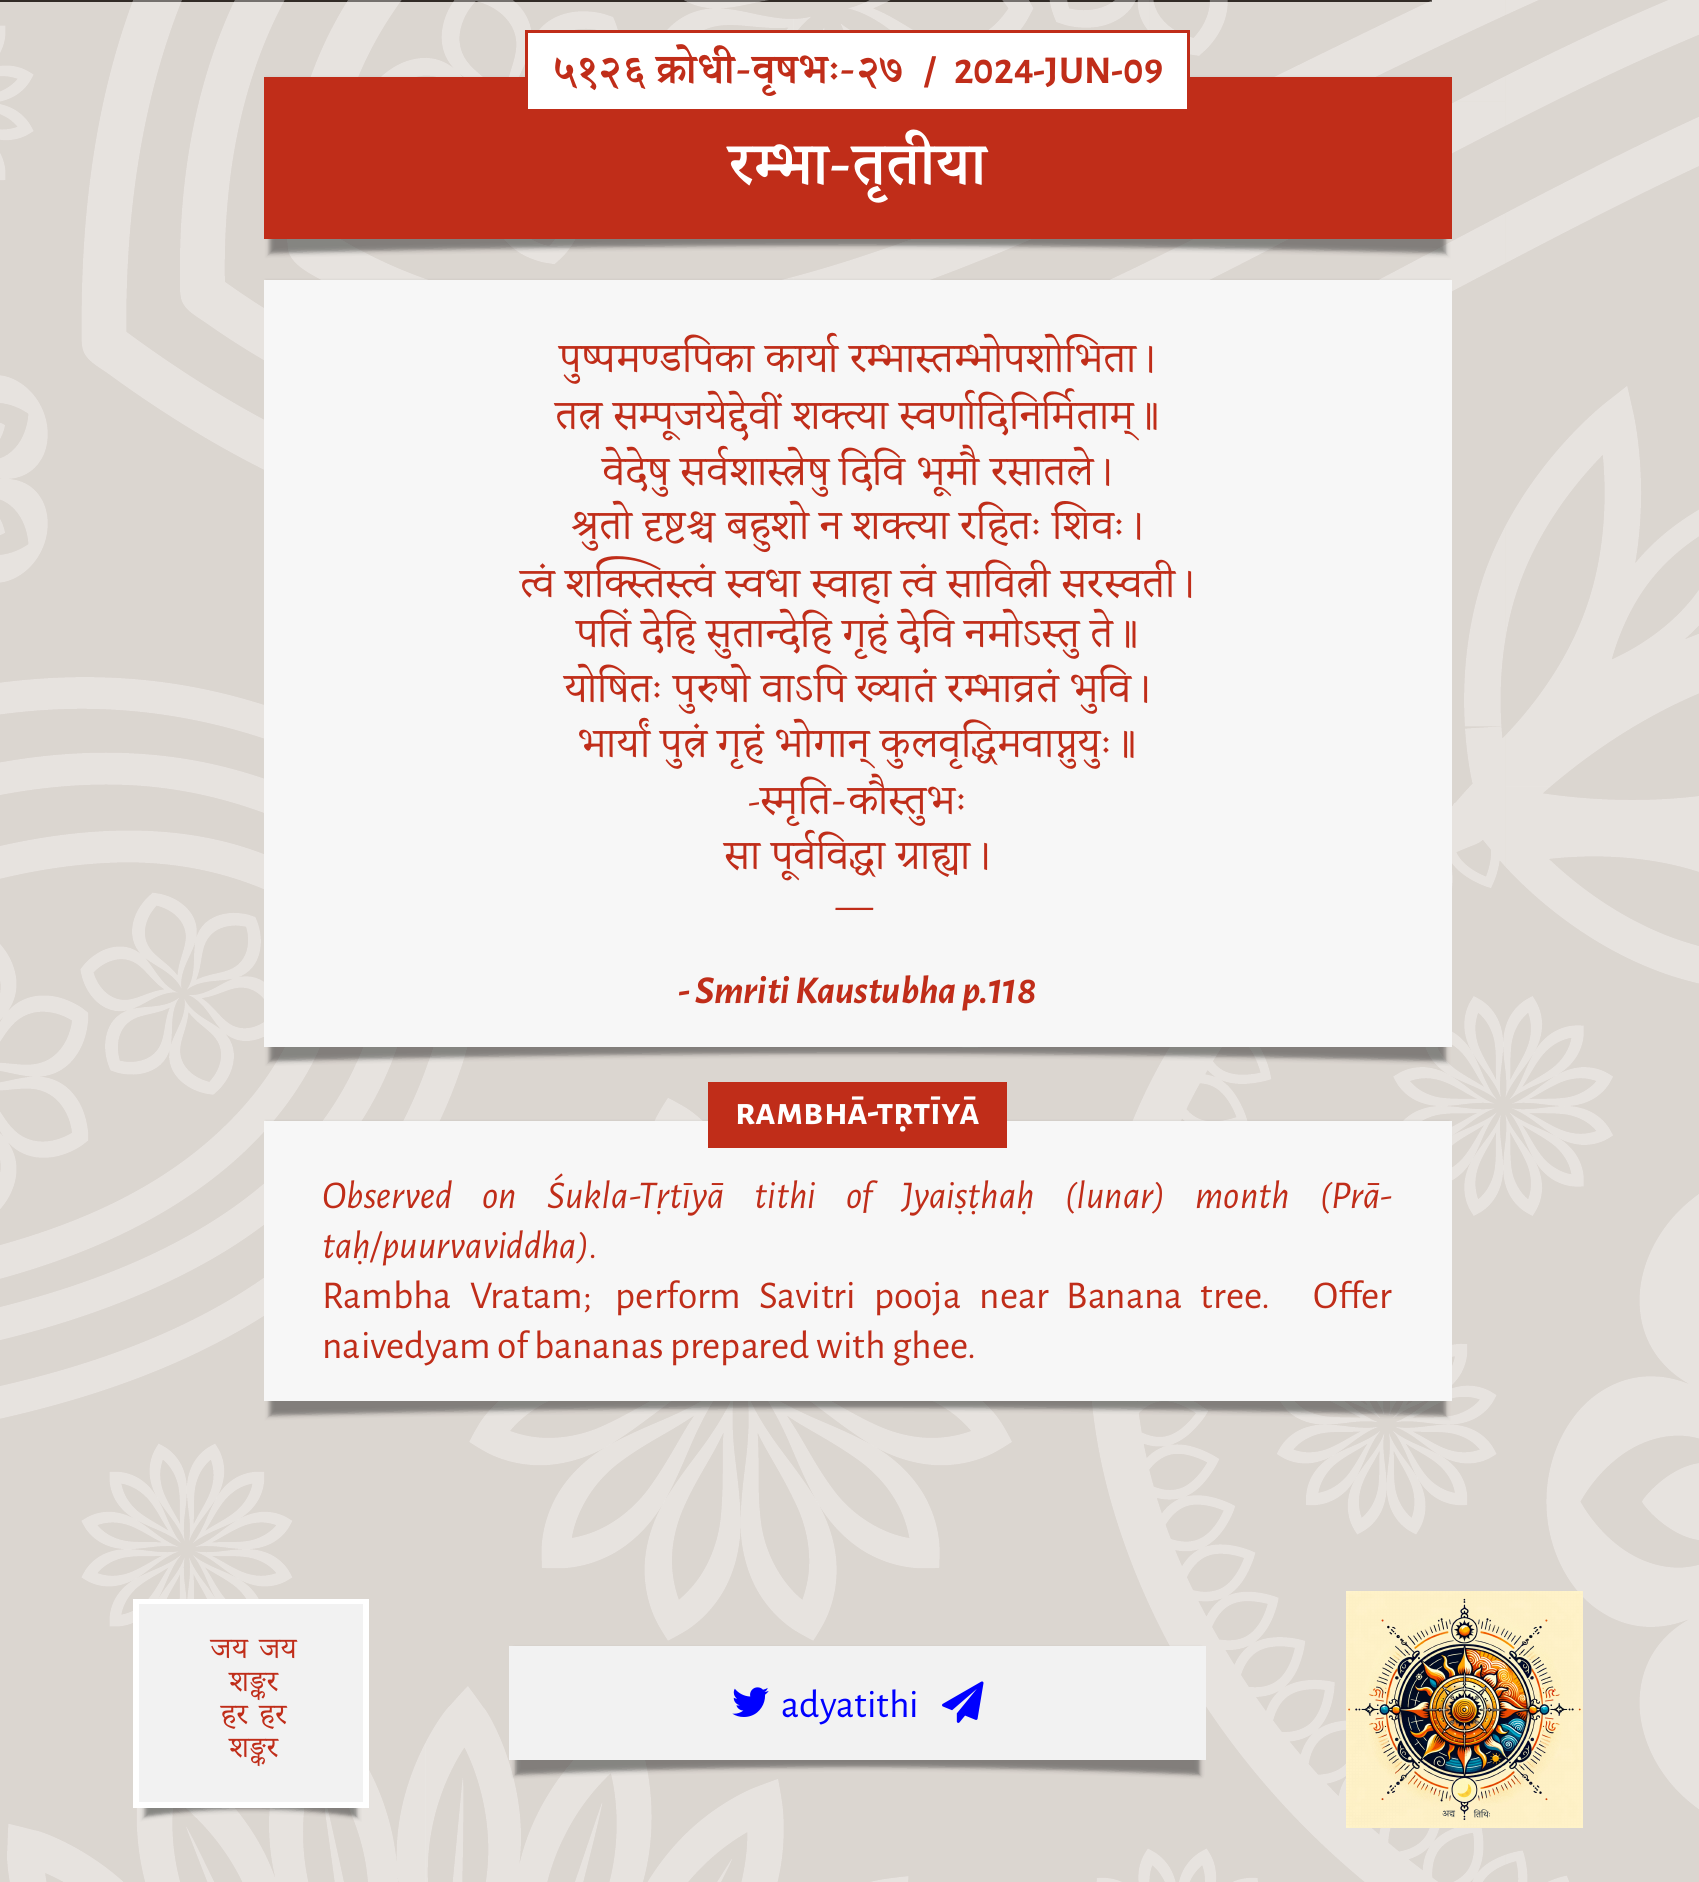 ५१२६ क्रोधी-वृषभः-२७ / 2024-JUN-09
रम्भा-तृतीया
पुष्पमण्डपिका कार्या रम्भास्तम्भोपशोभिता।
तत्र सम्पूजयेद्देवीं शक्त्या स्वर्णादिनिर्मिताम्॥
वेदेषु सर्वशास्त्रेषु दिवि भूमौ रसातले।
श्रुतो दृष्टश्च बहुशो न शक्त्या रहितः शिवः।
त्वं शक्स्तिस्त्वं स्वधा स्वाहा त्वं सावित्री सरस्वती।
पतिं देहि सुतान्देहि गृहं देवि नमोऽस्तु ते॥
योषितः पुरुषो वाऽपि ख्यातं रम्भाव्रतं भुवि।
भार्यां पुत्रं गृहं भोगान् कुलवृद्धिमवाप्नुयुः॥
-स्मृति-कौस्तुभः
सा पूर्वविद्धा ग्राह्या।
—
- Smriti Kaustubha p.118
RAMBHĀ-TṚTĪYĀ
Observed on Śukla-Tṛtīyā tithi of Jyaiṣṭhaḥ (lunar) month (Prā-
taḥ/puurvaviddha).
Rambha Vratam; perform Savitri pooja near Banana tree. Offer
naivedyam of bananas prepared with ghee.
जय जय
शङ्कर
हर हर
शङ्कर
adyatithi
अद्य तिथिः